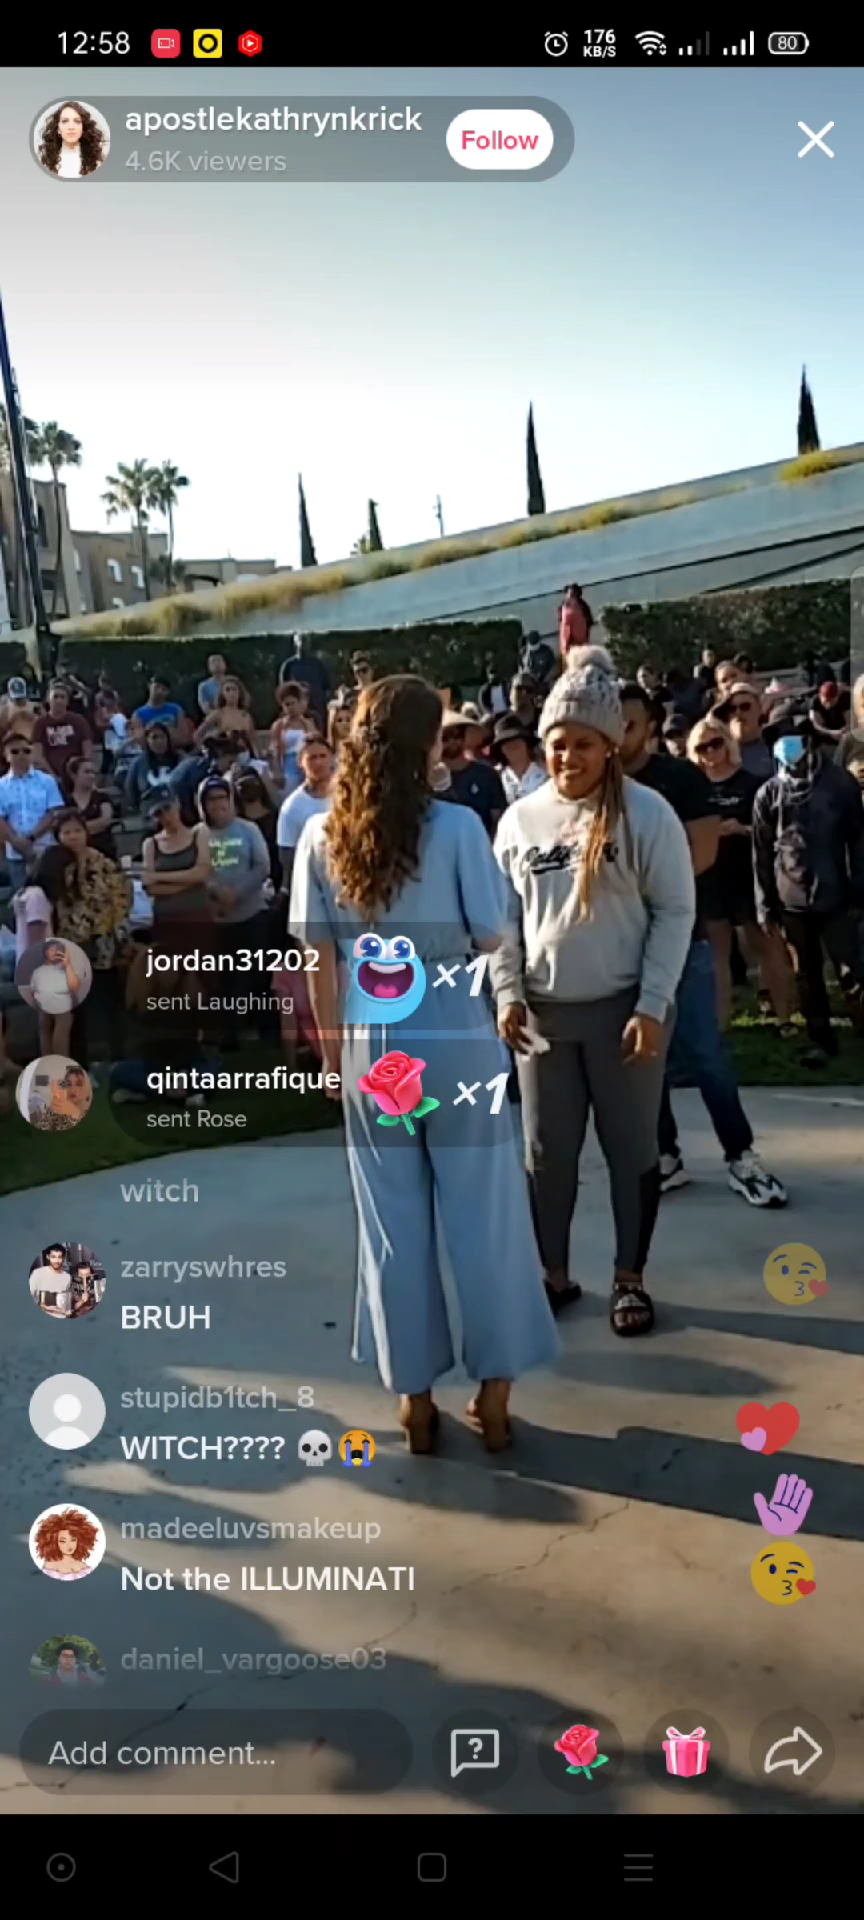 12:58
176
KB/S
80
apostlekathrynkrick
4.6K viewers
Follow
jordan31202
sent Laughing
×1
qintaarrafique
sent Rose
×1
witch
zarryswhres
BRUH
stupidb1tch_8
WITCH???? 💀😭
madeeluvsmakeup
Not the ILLUMINATI
daniel_vargoose03
Add comment...